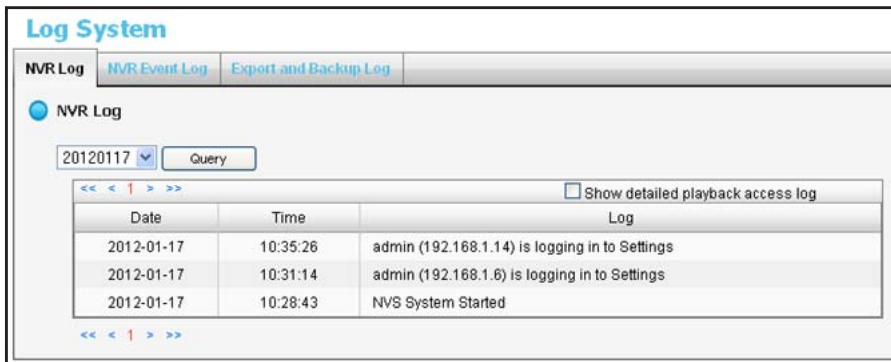 Log System
NVR Log NVR Event Log Export and Backup Log
NVR Log
20120117 Query
<< < 1 > >> Show detailed playback access log
Date Time Log
2012-01-17 10:35:26 admin (192.168.1.14) is logging in to Settings
2012-01-17 10:31:14 admin (192.168.1.6) is logging in to Settings
2012-01-17 10:28:43 NVS System Started
<< < 1 > >>